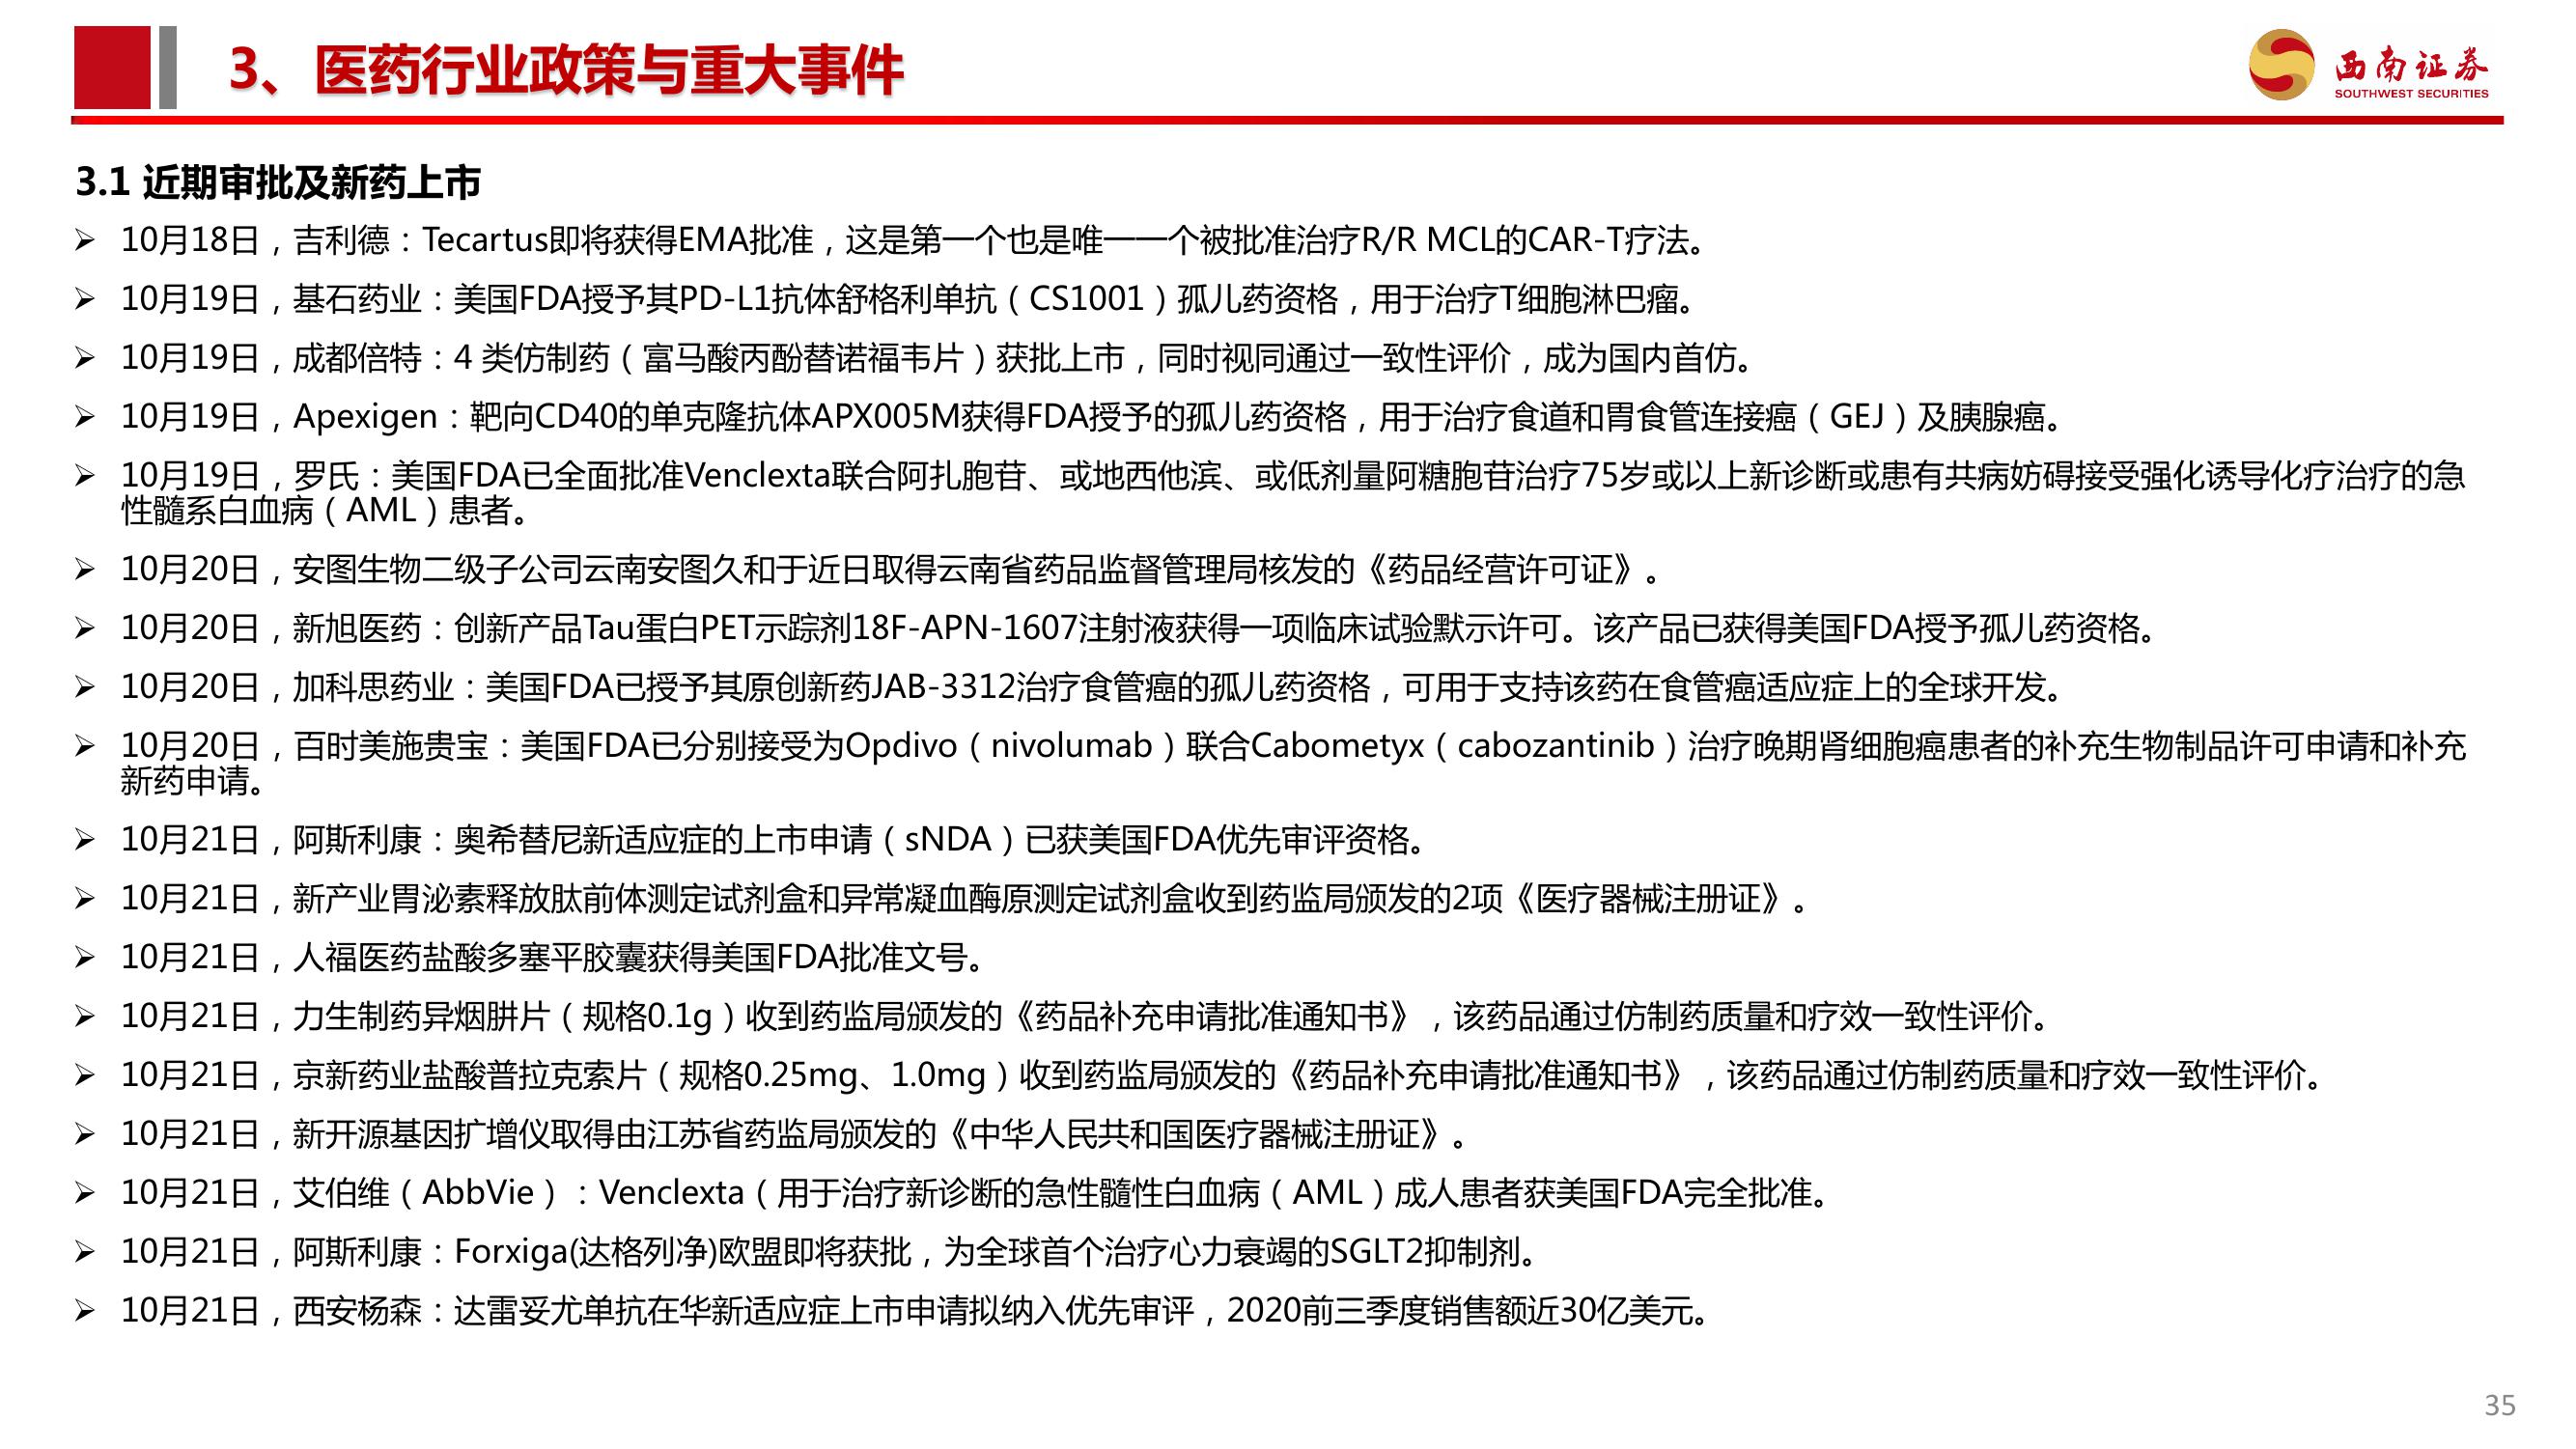 3、医药行业政策与重大事件
西南证券
SOUTHWEST SECURITIES
3.1 近期审批及新药上市
➢ 10月18日，吉利德：Tecartus即将获得EMA批准，这是第一个也是唯一一个被批准治疗R/R MCL的CAR-T疗法。
➢ 10月19日，基石药业：美国FDA授予其PD-L1抗体舒格利单抗（CS1001）孤儿药资格，用于治疗T细胞淋巴瘤。
➢ 10月19日，成都倍特：4 类仿制药（富马酸丙酚替诺福韦片）获批上市，同时视同通过一致性评价，成为国内首仿。
➢ 10月19日，Apexigen：靶向CD40的单克隆抗体APX005M获得FDA授予的孤儿药资格，用于治疗食道和胃食管连接癌（GEJ）及胰腺癌。
➢ 10月19日，罗氏：美国FDA已全面批准Venclexta联合阿扎胞苷、或地西他滨、或低剂量阿糖胞苷治疗75岁或以上新诊断或患有共病妨碍接受强化诱导化疗治疗的急
性髓系白血病（AML）患者。
➢ 10月20日，安图生物二级子公司云南安图久和于近日取得云南省药品监督管理局核发的《药品经营许可证》。
➢ 10月20日，新旭医药：创新产品Tau蛋白PET示踪剂18F-APN-1607注射液获得一项临床试验默示许可。该产品已获得美国FDA授予孤儿药资格。
➢ 10月20日，加科思药业：美国FDA已授予其原创新药JAB-3312治疗食管癌的孤儿药资格，可用于支持该药在食管癌适应症上的全球开发。
➢ 10月20日，百时美施贵宝：美国FDA已分别接受为Opdivo（nivolumab）联合Cabometyx（cabozantinib）治疗晚期肾细胞癌患者的补充生物制品许可申请和补充
新药申请。
➢ 10月21日，阿斯利康：奥希替尼新适应症的上市申请（sNDA）已获美国FDA优先审评资格。
➢ 10月21日，新产业胃泌素释放肽前体测定试剂盒和异常凝血酶原测定试剂盒收到药监局颁发的2项《医疗器械注册证》。
➢ 10月21日，人福医药盐酸多塞平胶囊获得美国FDA批准文号。
➢ 10月21日，力生制药异烟肼片（规格0.1g）收到药监局颁发的《药品补充申请批准通知书》，该药品通过仿制药质量和疗效一致性评价。
➢ 10月21日，京新药业盐酸普拉克索片（规格0.25mg、1.0mg）收到药监局颁发的《药品补充申请批准通知书》，该药品通过仿制药质量和疗效一致性评价。
➢ 10月21日，新开源基因扩增仪取得由江苏省药监局颁发的《中华人民共和国医疗器械注册证》。
➢ 10月21日，艾伯维（AbbVie）：Venclexta（用于治疗新诊断的急性髓性白血病（AML）成人患者获美国FDA完全批准。
➢ 10月21日，阿斯利康：Forxiga(达格列净)欧盟即将获批，为全球首个治疗心力衰竭的SGLT2抑制剂。
➢ 10月21日，西安杨森：达雷妥尤单抗在华新适应症上市申请拟纳入优先审评，2020前三季度销售额近30亿美元。
35